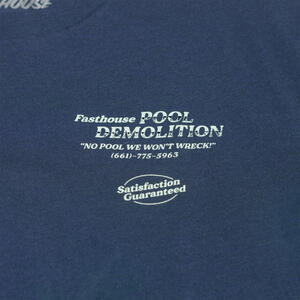 HOUSE
Fasthouse POOL
DEMOLITION
"NO POOL WE WON'T WRECK!"
(661)-775-5963
Satisfaction
Guaranteed